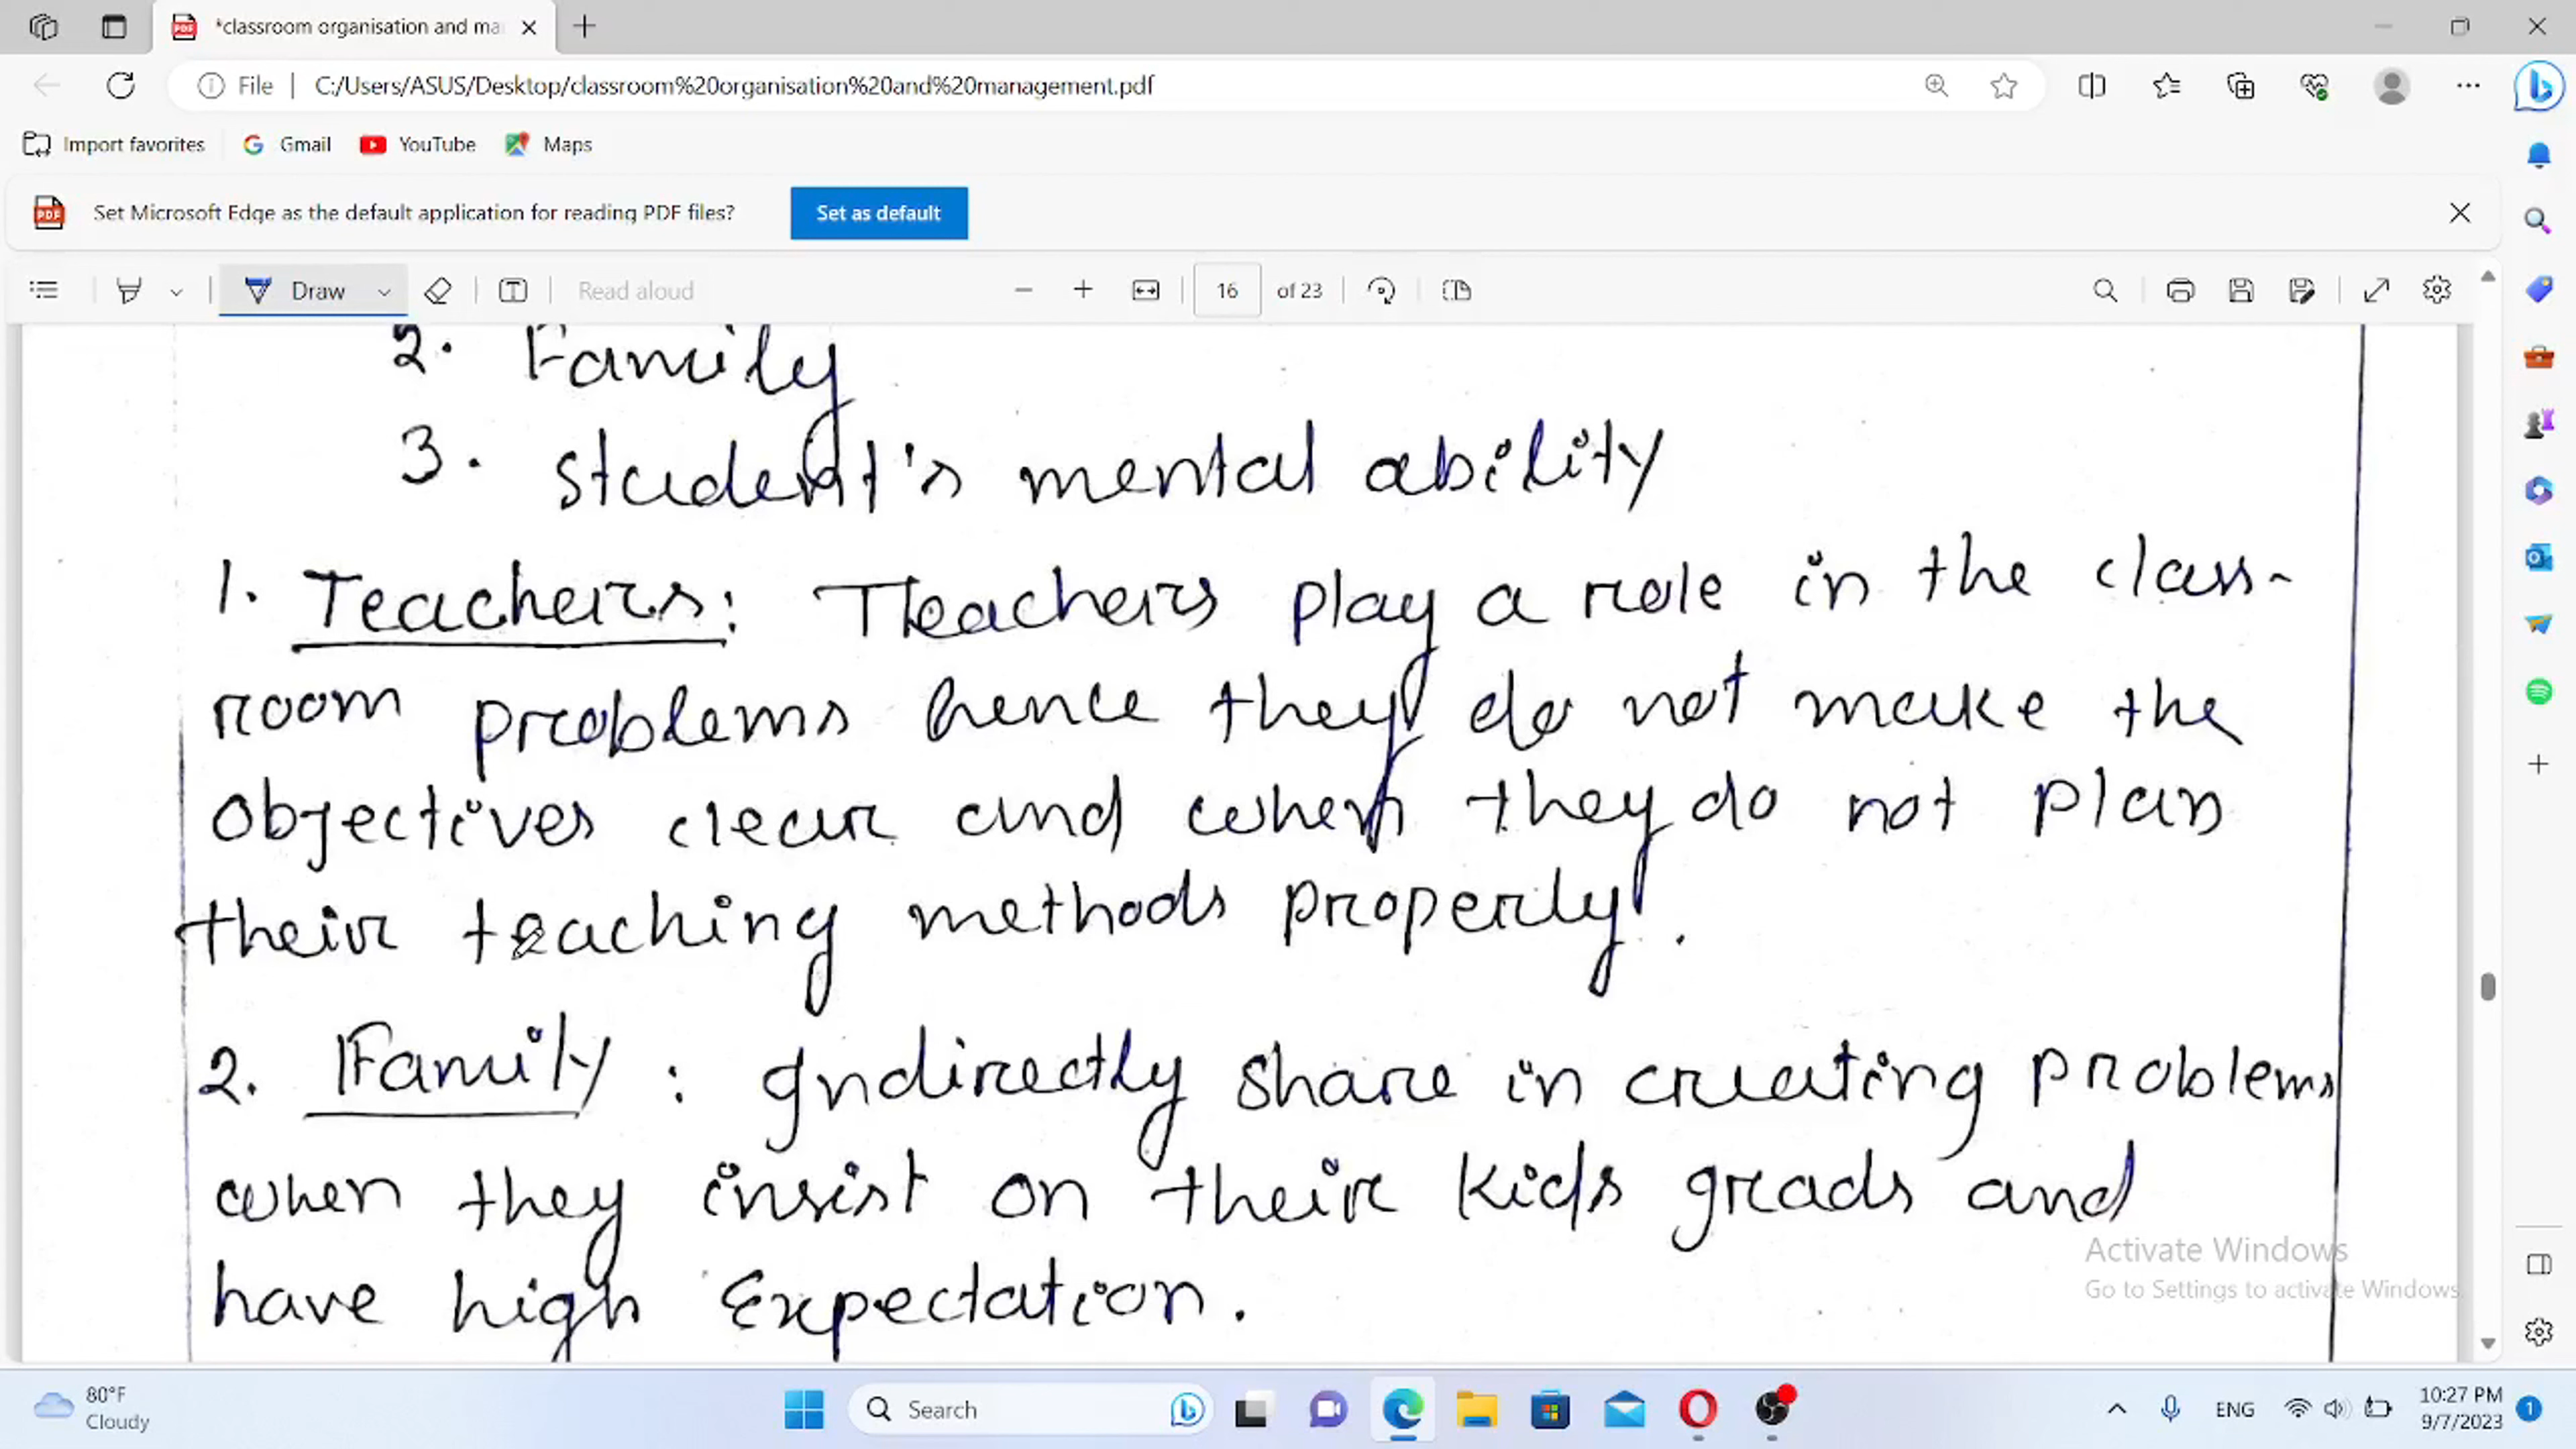 *classroom organisation and ma
File | C:/Users/ASUS/Desktop/classroom%20organisation%20and%20management.pdf
Import favorites Gmail YouTube Maps
Set Microsoft Edge as the default application for reading PDF files? Set as default
Draw Read aloud 16 of 23
2. Family
3. student's mental ability
1. Teachers: Teachers play a role in the class-
room problems hence they do not make the
objectives clear and when they do not plan
their teaching methods properly.
2. Family : Indirectly share in creating problems
when they insist on their kids grads and
have high Expectation.
Activate Windows
Go to Settings to activate Windows.
80°F
Cloudy
Search
ENG
10:27 PM
9/7/2023
1